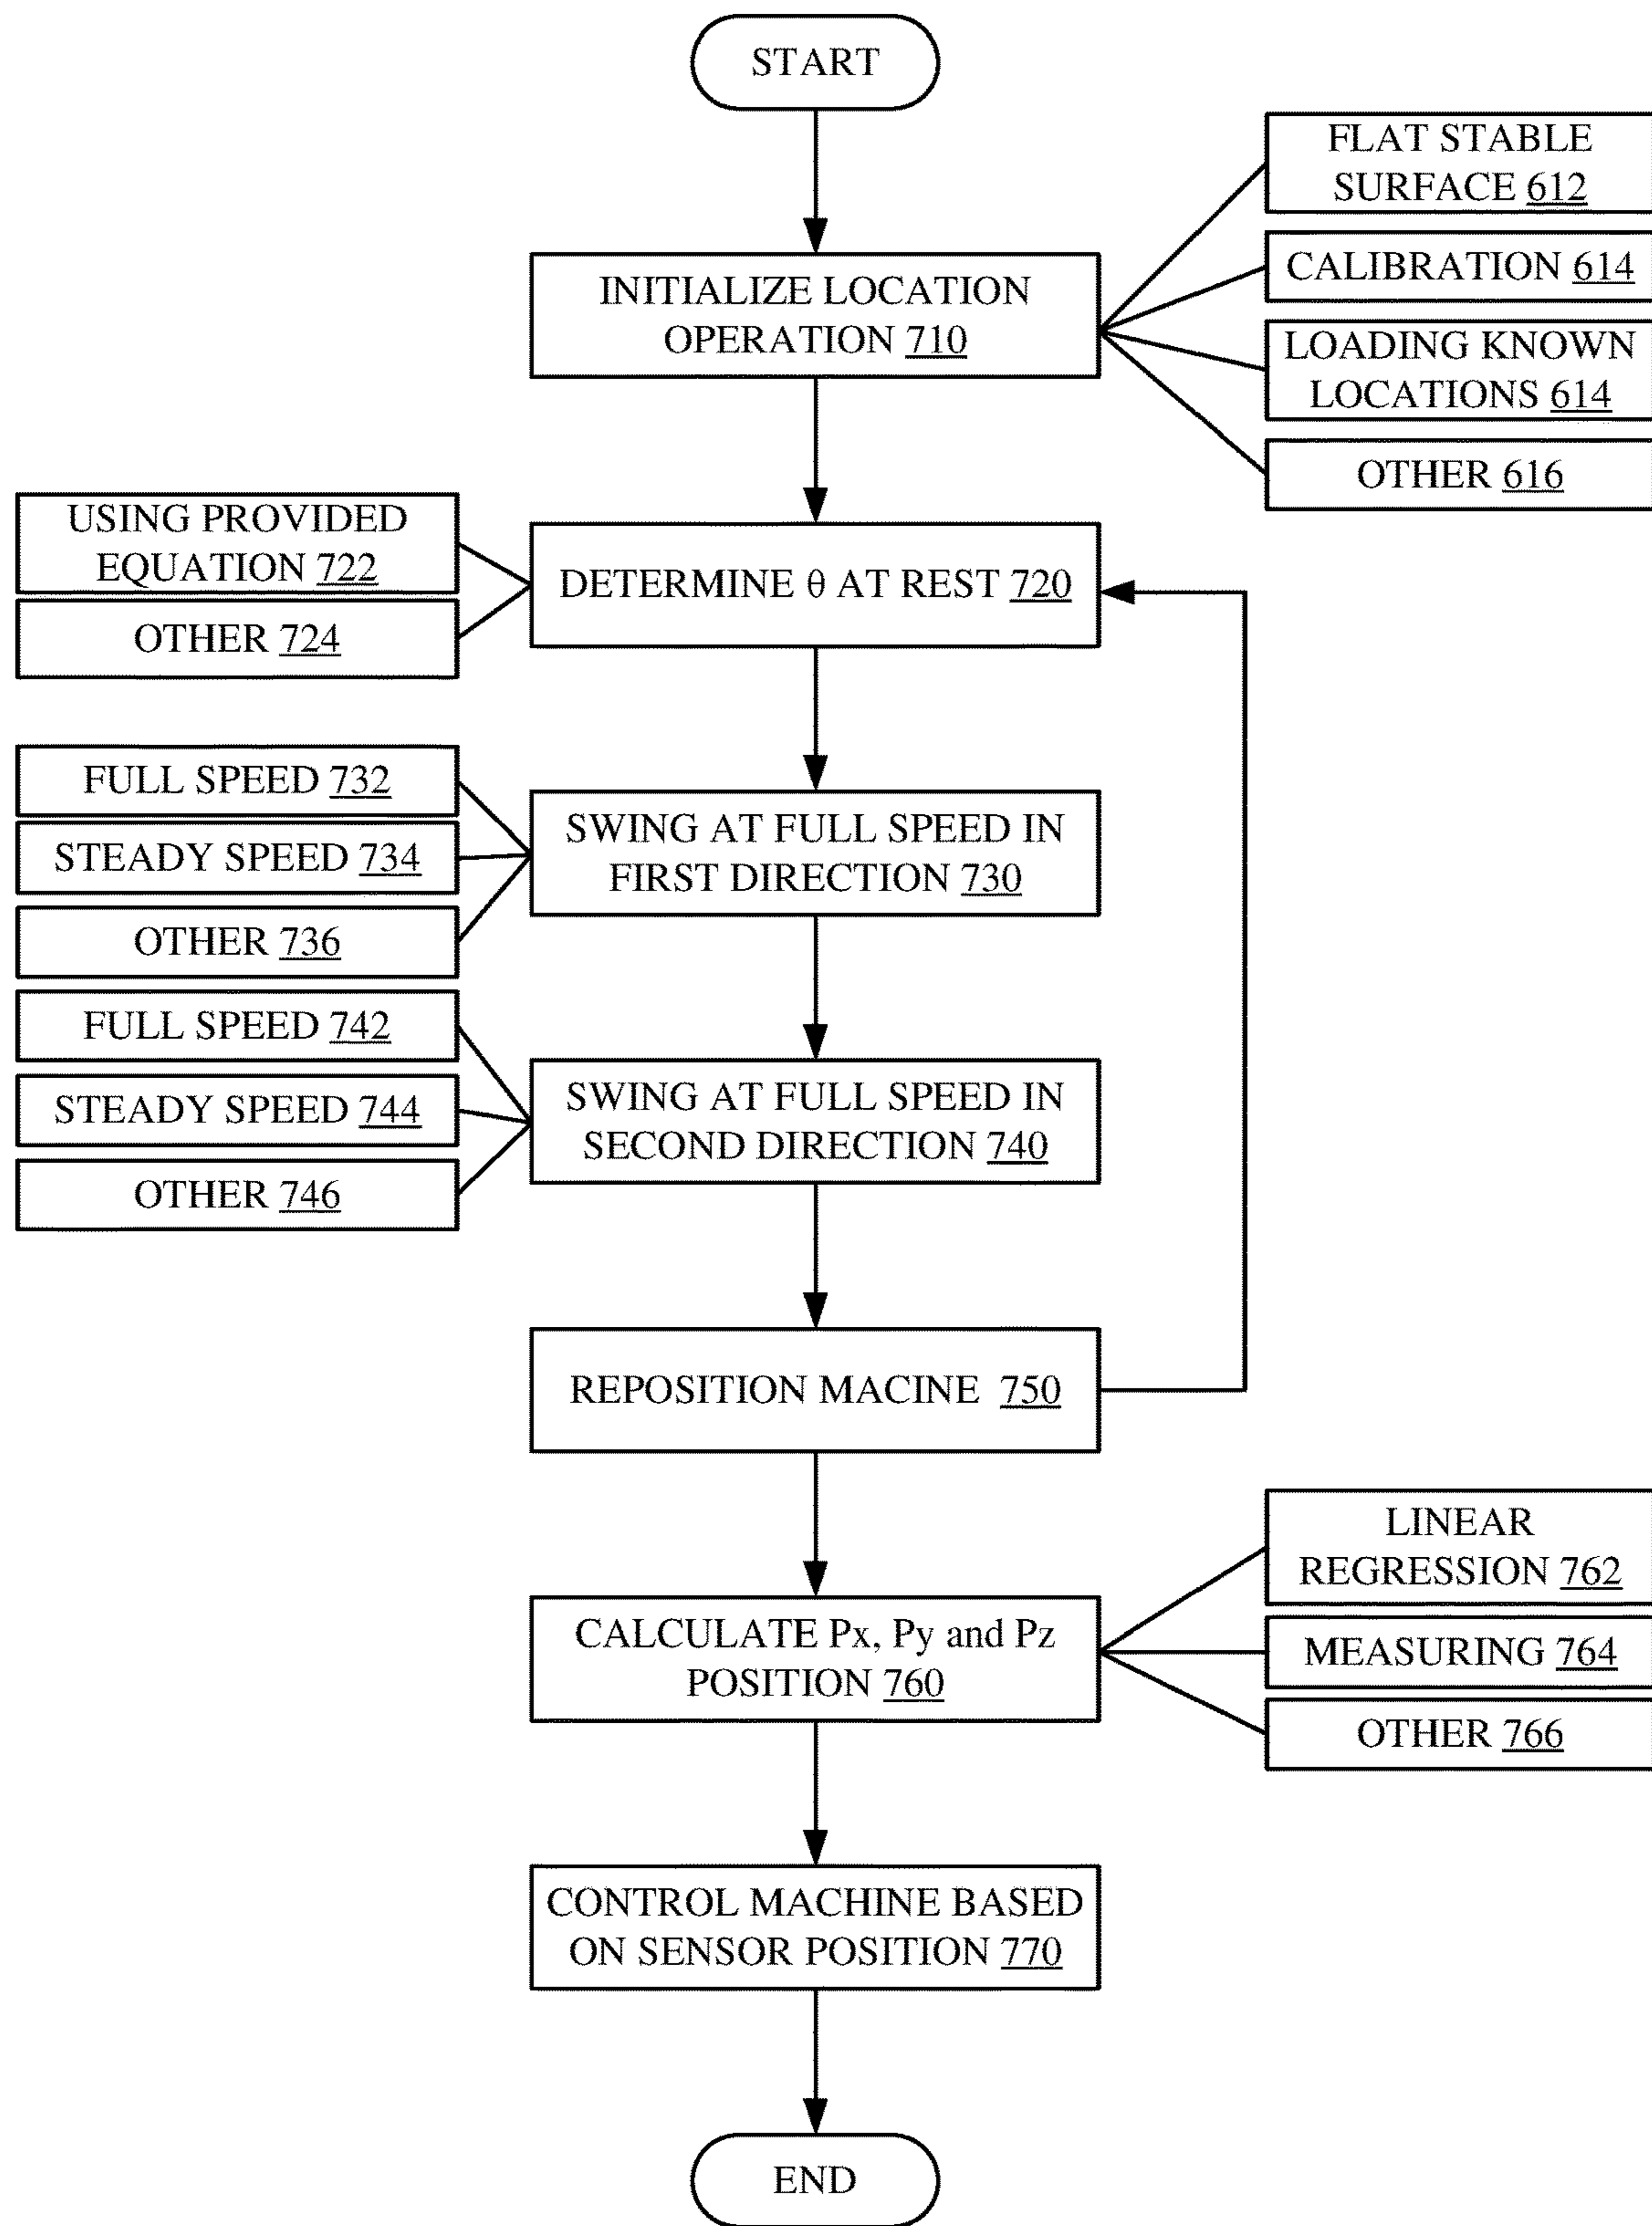 START
INITIALIZE LOCATION
OPERATION 710
FLAT STABLE
SURFACE 612
CALIBRATION 614
LOADING KNOWN
LOCATIONS 614
OTHER 616
USING PROVIDED
EQUATION 722
OTHER 724
DETERMINE θ AT REST 720
FULL SPEED 732
STEADY SPEED 734
OTHER 736
SWING AT FULL SPEED IN
FIRST DIRECTION 730
FULL SPEED 742
STEADY SPEED 744
OTHER 746
SWING AT FULL SPEED IN
SECOND DIRECTION 740
REPOSITION MACINE 750
CALCULATE Px, Py and Pz
POSITION 760
LINEAR
REGRESSION 762
MEASURING 764
OTHER 766
CONTROL MACHINE BASED
ON SENSOR POSITION 770
END